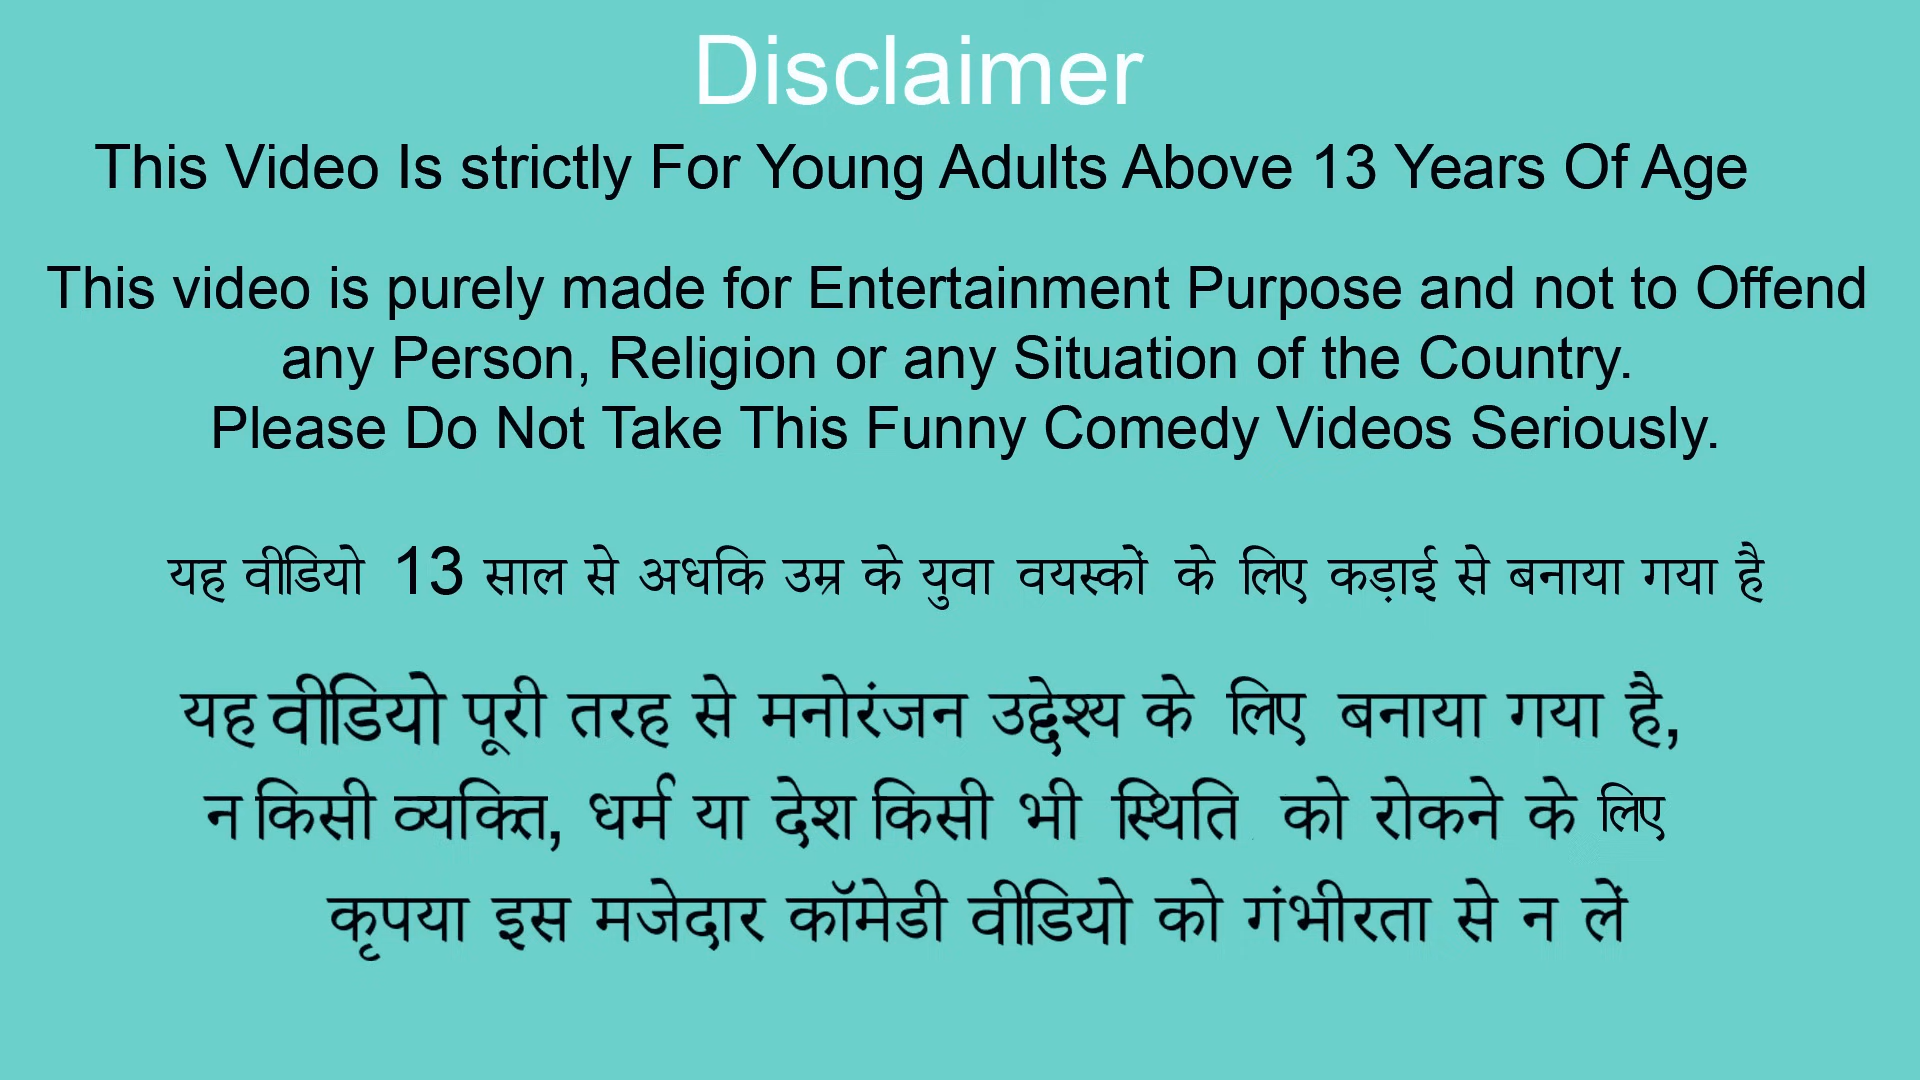 Disclaimer
This Video Is strictly For Young Adults Above 13 Years Of Age
This video is purely made for Entertainment Purpose and not to Offend
any Person, Religion or any Situation of the Country.
Please Do Not Take This Funny Comedy Videos Seriously.
यह वीडियो 13 साल से अधकि उम्र के युवा वयस्कों के लिए कड़ाई से बनाया गया है
यह वीडियो पूरी तरह से मनोरंजन उद्देश्य के लिए बनाया गया है,
न किसी व्यक्ति, धर्म या देश किसी भी स्थिति को रोकने के लिए
कृपया इस मजेदार कॉमेडी वीडियो को गंभीरता से न लें